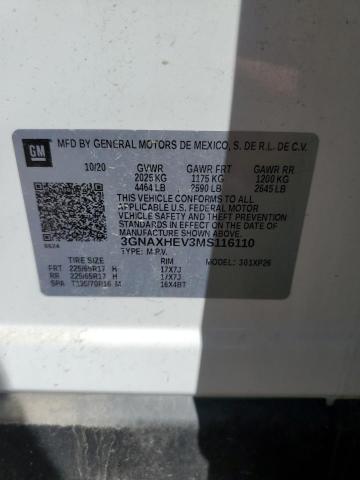 GM
MFD BY GENERAL MOTORS DE MEXICO, S. DE R.L. DE C.V.
10/20 GVWR GAWR FRT GAWR RR
2025 KG 1175 KG 1200 KG
4464 LB 2590 LB 2645 LB
THIS VEHICLE CONFORMS TO ALL
APPLICABLE U.S. FEDERAL MOTOR
VEHICLE SAFETY AND THEFT
PREVENTION STANDARDS IN EFFECT
ON THE DATE OF MANUFACTURE
SHOWN ABOVE.
3GNAXHEV3MS116110
TYPE: M.P.V.
TIRE SIZE RIM MODEL: 301XP26
FRT 225/65R17 H 17X7J
RR 225/65R17 H 17X7J
SPA T135/70R16 M 16X4BT